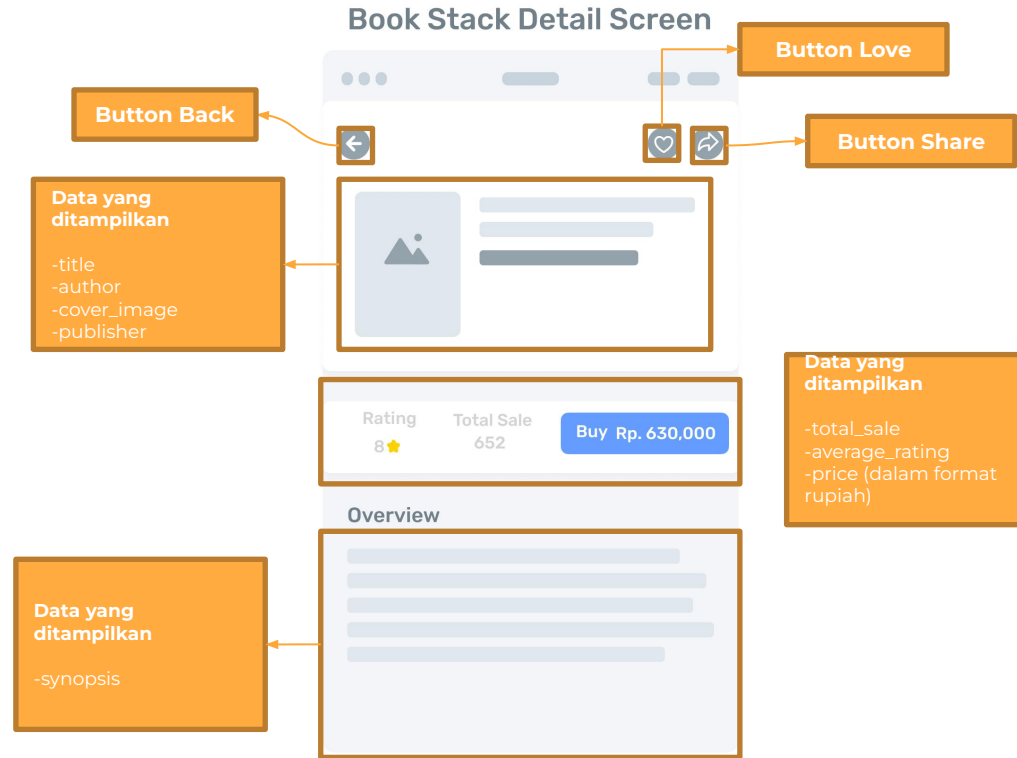 Book Stack Detail Screen
Button Love
Button Back
Button Share
Data yang
ditampilkan
-title
-author
-cover_image
-publisher
Data yang
ditampilkan
-total_sale
-average_rating
-price (dalam format
rupiah)
Rating
8
Total Sale
652
Buy Rp. 630,000
Overview
Data yang
ditampilkan
-synopsis